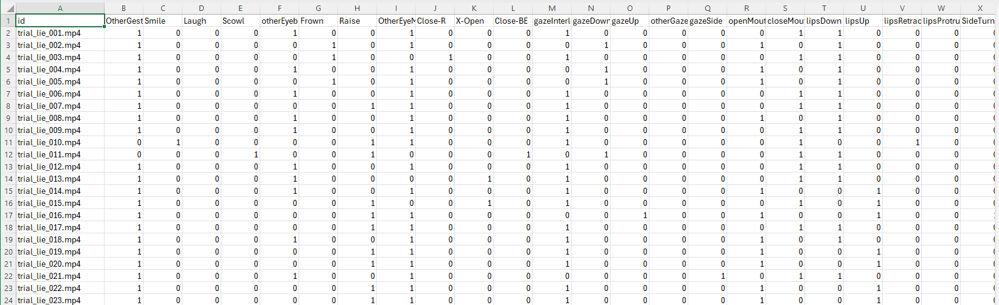 A B C D E F G H I J K L M N O P Q R S T U V W X
1 id OtherGest Smile Laugh Scowl otherEyeb Frown Raise OtherEyeM Close-R X-Open Close-BE gazeInterl gazeDown gazeUp otherGaze gazeSide openMout closeMou lipsDown lipsUp lipsRetrac lipsProtru SideTurn
2 trial_lie_001.mp4 1 0 0 0 1 0 0 1 0 0 0 1 0 0 0 0 0 1 1 0 0 0
3 trial_lie_002.mp4 1 0 0 0 0 1 0 1 0 0 0 0 1 0 0 0 1 0 1 0 0 0
4 trial_lie_003.mp4 1 0 0 0 0 1 0 0 1 0 0 1 0 0 0 0 0 1 1 0 0 0
5 trial_lie_004.mp4 1 0 0 0 1 0 0 1 0 0 0 0 1 0 0 0 1 0 1 0 0 0
6 trial_lie_005.mp4 1 0 0 0 0 1 0 1 0 0 0 0 1 0 0 0 1 0 1 0 0 0
7 trial_lie_006.mp4 1 0 0 0 1 0 0 1 0 0 0 1 0 0 0 0 0 1 1 0 0 0
8 trial_lie_007.mp4 1 0 0 0 0 0 1 1 0 0 0 1 0 0 0 0 0 1 1 0 0 0
9 trial_lie_008.mp4 1 0 0 0 1 0 0 1 0 0 0 1 0 0 0 0 1 0 1 0 0 0
10 trial_lie_009.mp4 1 0 0 0 1 0 0 1 0 0 0 1 0 0 0 0 0 1 1 0 0 0
11 trial_lie_010.mp4 0 1 0 0 0 0 1 1 0 0 0 1 0 0 0 0 0 1 0 0 1 0
12 trial_lie_011.mp4 0 0 0 1 0 0 1 0 0 0 1 0 1 0 0 0 0 1 1 0 0 0
13 trial_lie_012.mp4 1 0 0 0 1 0 0 1 0 0 0 1 0 0 0 0 0 1 1 0 0 0
14 trial_lie_013.mp4 1 0 0 0 1 0 0 0 0 1 0 1 0 0 0 0 0 1 1 0 0 0
15 trial_lie_014.mp4 1 0 0 0 1 0 0 1 0 0 0 1 0 0 0 0 1 0 0 1 0 0
16 trial_lie_015.mp4 1 0 0 0 0 0 1 0 0 1 0 1 0 0 0 0 0 1 0 1 0 0
17 trial_lie_016.mp4 1 0 0 0 0 0 1 1 0 0 0 0 0 1 0 0 1 0 0 1 0 0
18 trial_lie_017.mp4 1 0 0 0 0 0 1 1 0 0 0 1 0 0 0 0 0 1 1 0 0 0
19 trial_lie_018.mp4 1 0 0 0 1 0 0 1 0 0 0 1 0 0 0 0 1 0 1 0 0 0
20 trial_lie_019.mp4 1 0 0 0 0 0 1 1 0 0 0 1 0 0 0 0 1 0 0 1 0 0
21 trial_lie_020.mp4 1 0 0 0 0 0 1 1 0 0 0 1 0 0 0 0 1 0 0 1 0 0
22 trial_lie_021.mp4 1 0 0 0 1 0 0 1 0 0 0 0 0 0 0 1 0 1 1 0 0 0
23 trial_lie_022.mp4 1 0 0 0 0 0 1 1 0 0 0 1 0 0 0 0 1 0 0 1 0 0
24 trial_lie_023.mp4 1 0 0 0 0 0 1 1 0 0 0 1 0 0 0 0 1 0 0 1 0 0